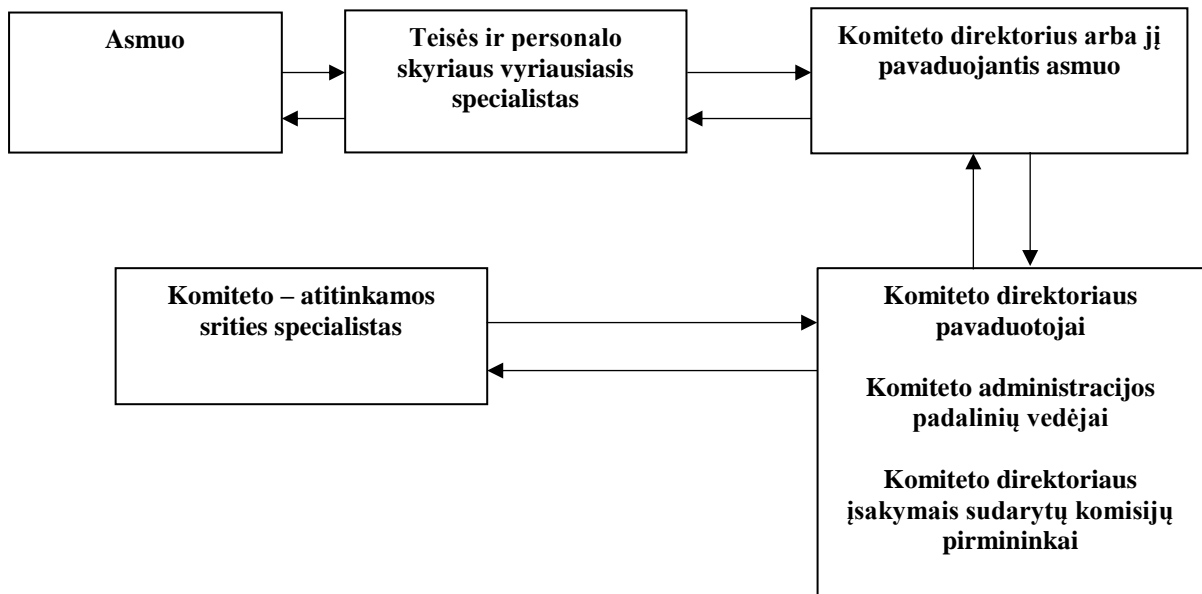 Asmuo
Teisės ir personalo
skyriaus vyriausiasis
specialistas
Komiteto direktorius arba jį
pavaduojantis asmuo
Komiteto – atitinkamos
srities specialistas
Komiteto direktoriaus
pavaduotojai
Komiteto administracijos
padalinių vedėjai
Komiteto direktoriaus
įsakymais sudarytų komisijų
pirmininkai